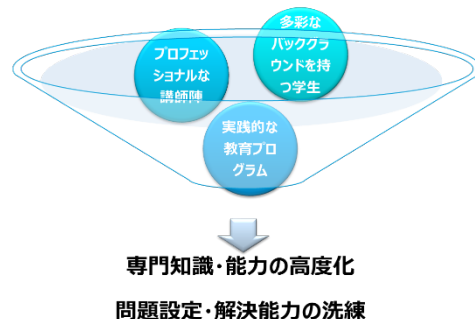 多彩な
バックグラ
ウンドを持
つ学生
プロフェッ
ショナルな
講師陣
実践的な
教育プロ
グラム
専門知識・能力の高度化
問題設定・解決能力の洗練